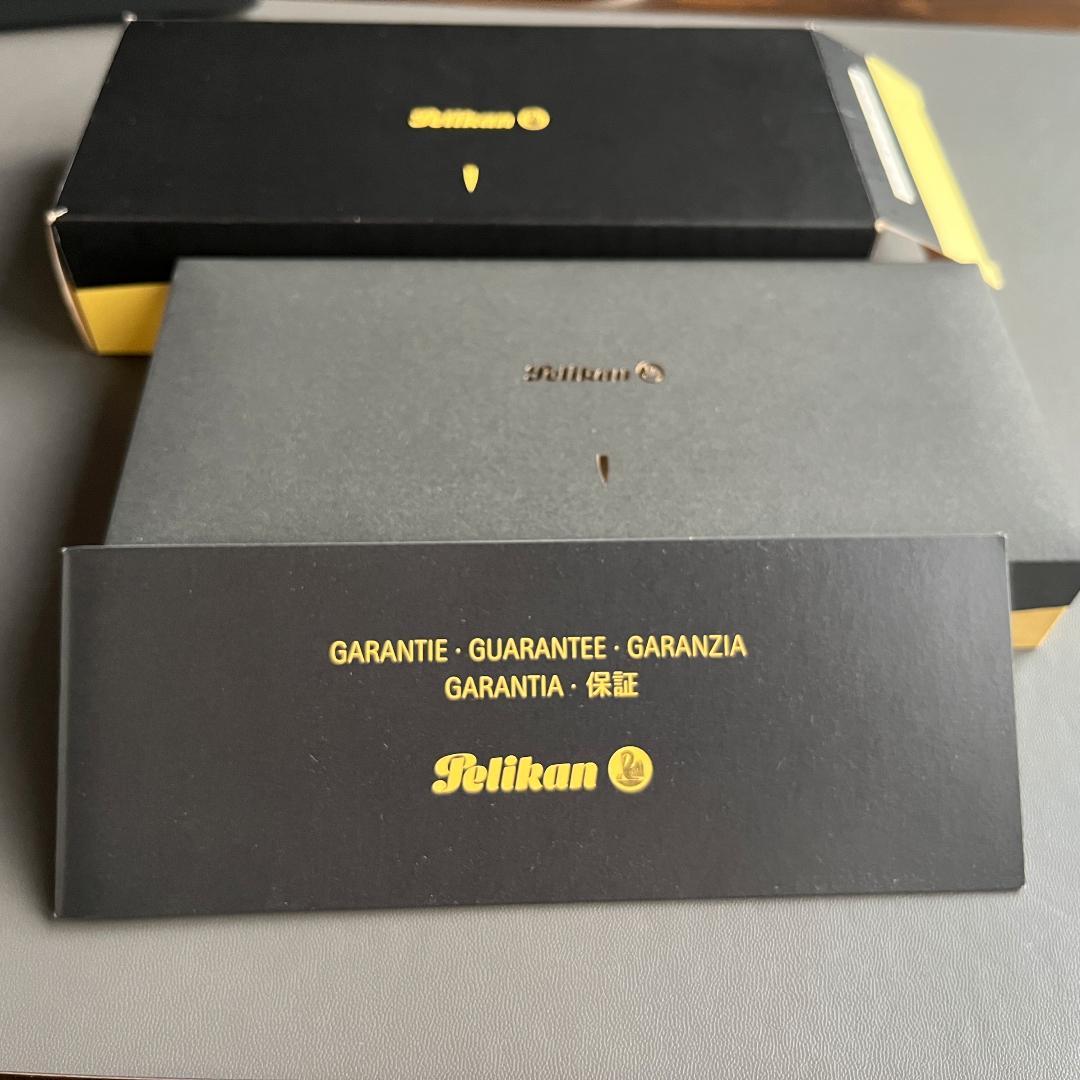 Pelikan
Pelikan
GARANTIE · GUARANTEE · GARANZIA
GARANTIA · 保証
Pelikan